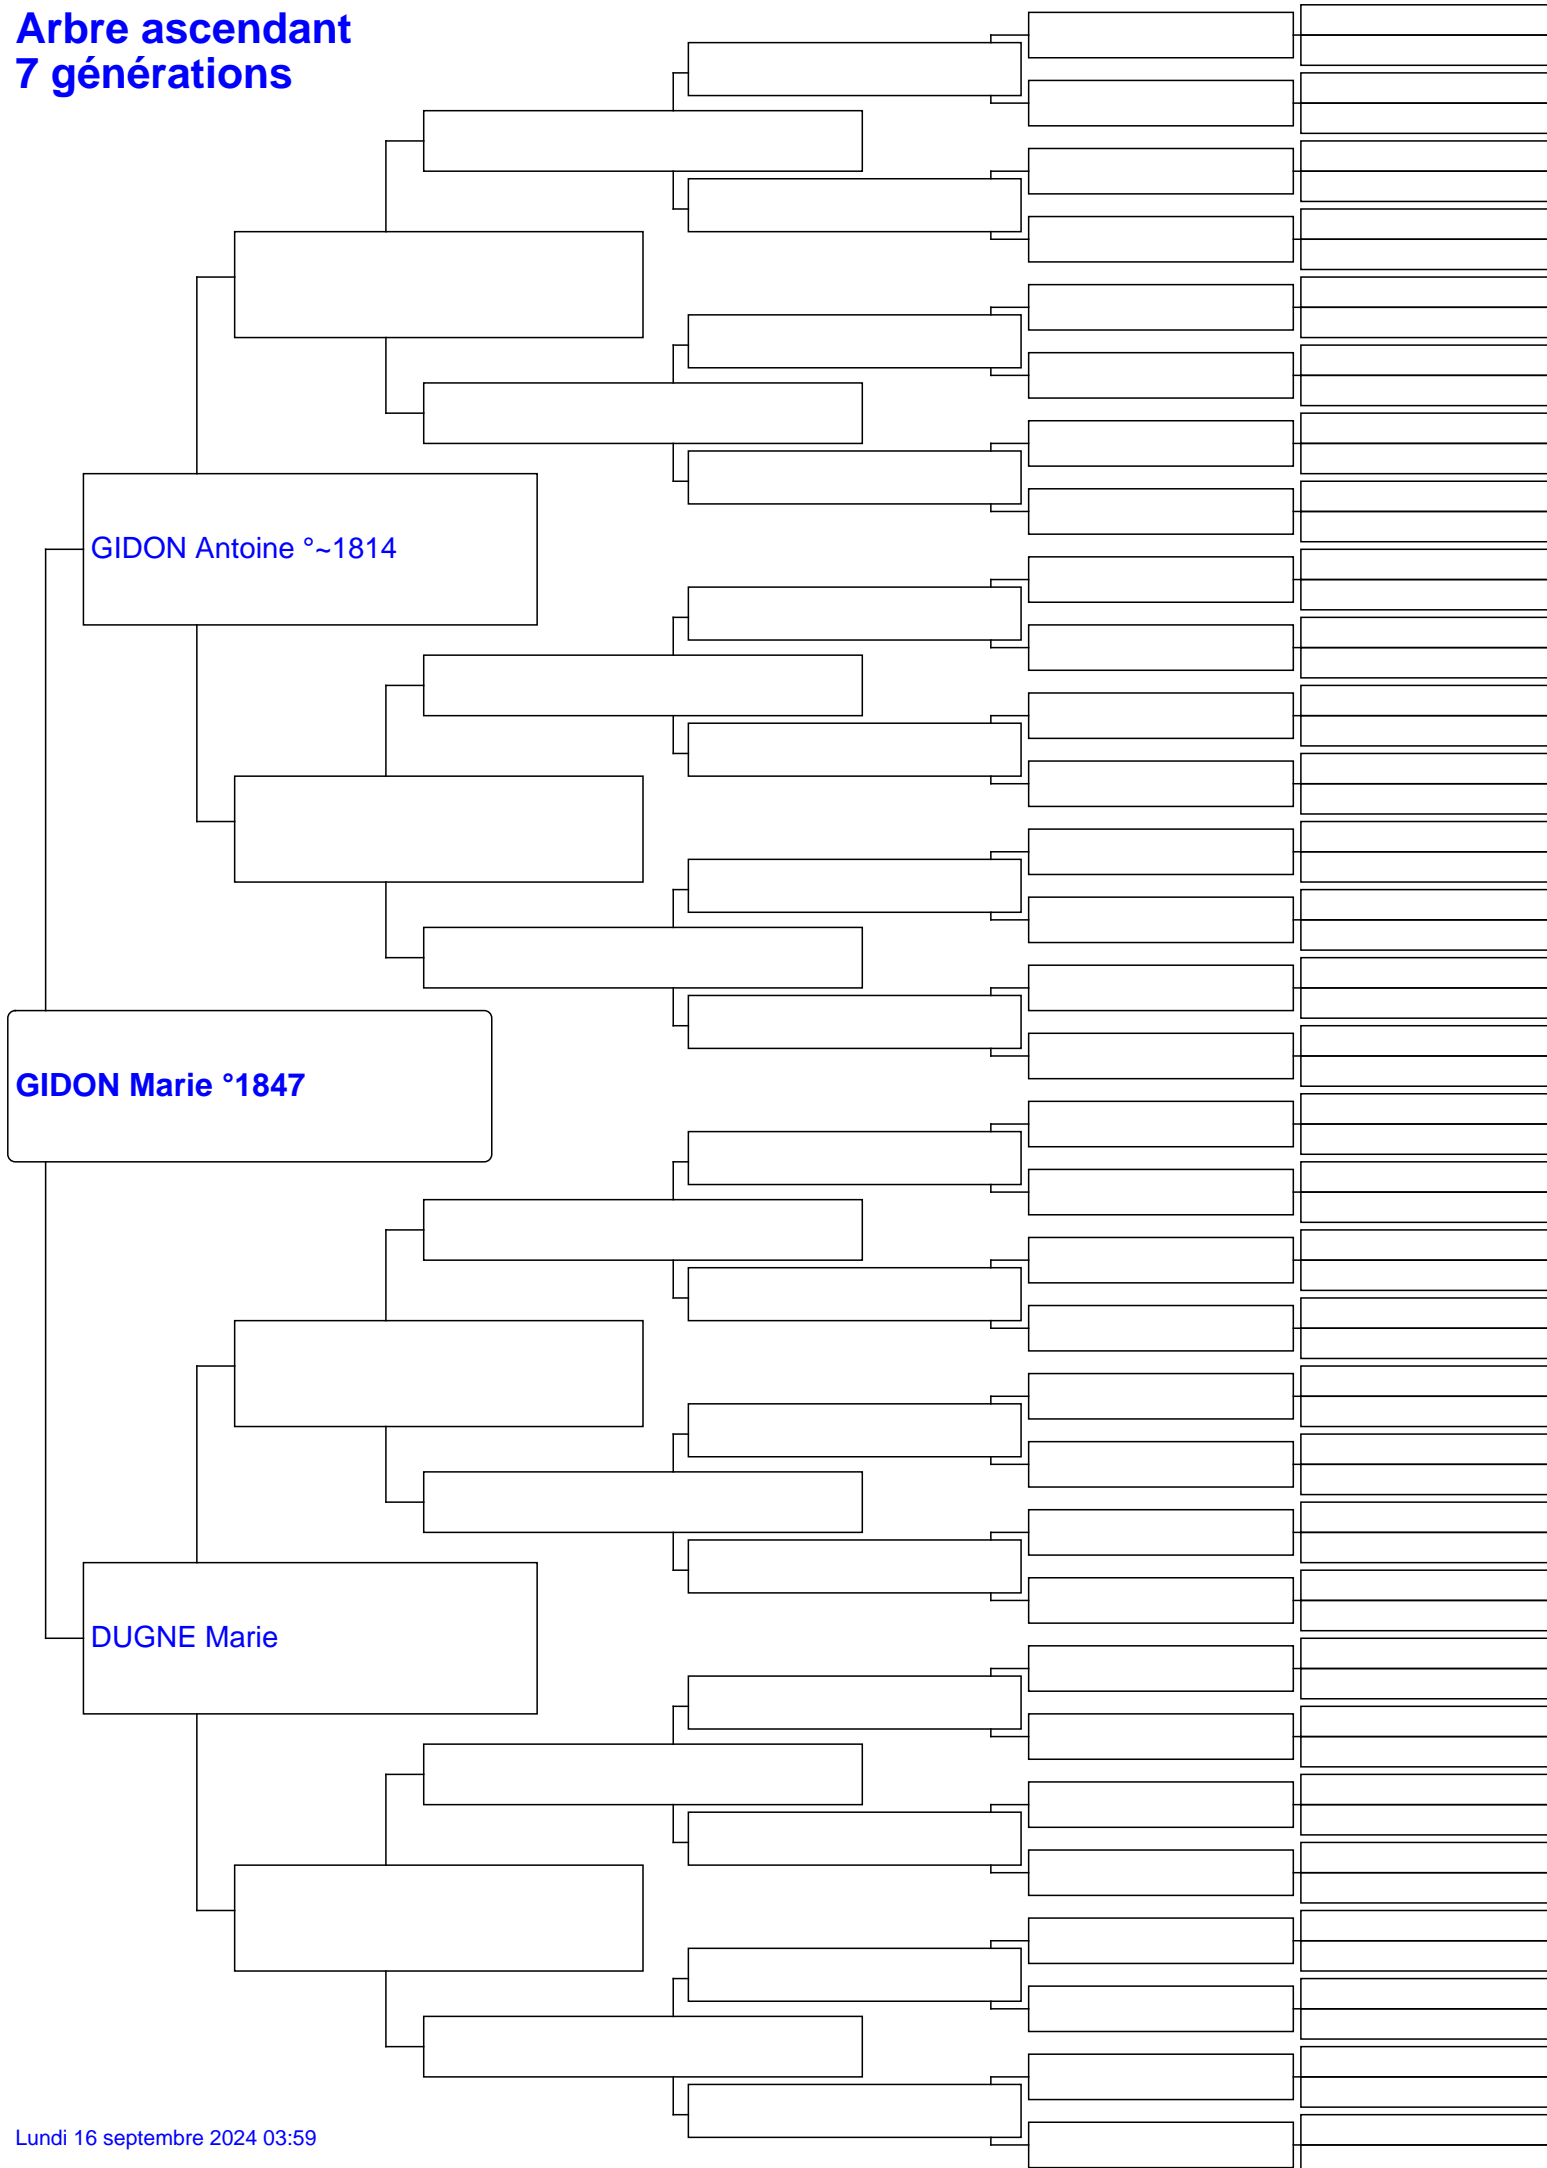 Arbre ascendant
7 générations
GIDON Antoine °~1814
GIDON Marie °1847
DUGNE Marie
Lundi 16 septembre 2024 03:59